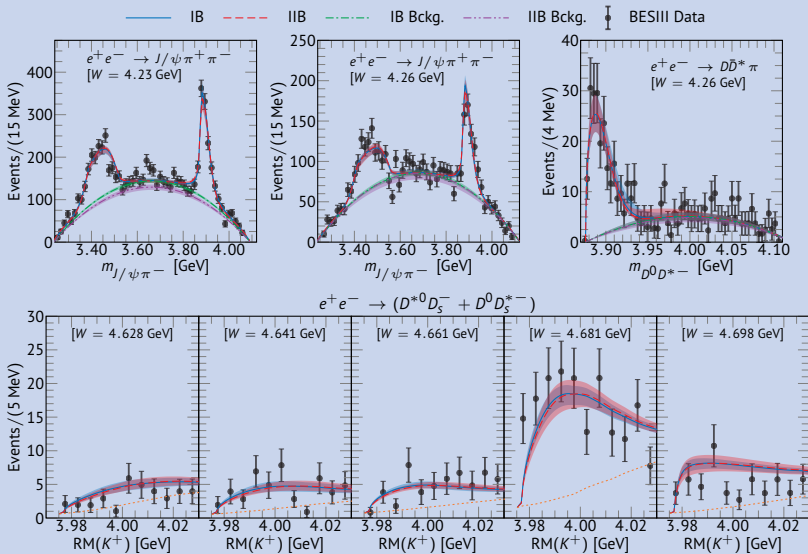 IB IIB IB Bckg. IIB Bckg. BESIII Data
e⁺e⁻ → J/ψπ⁺π⁻
[W = 4.23 GeV]
Events/(15 MeV)
400
300
200
100
0
3.40 3.60 3.80 4.00
m_{J/ψπ⁻} [GeV]
e⁺e⁻ → J/ψπ⁺π⁻
[W = 4.26 GeV]
Events/(15 MeV)
250
200
150
100
50
0
3.40 3.60 3.80 4.00
m_{J/ψπ⁻} [GeV]
e⁺e⁻ → DD̄*π
[W = 4.26 GeV]
Events/(4 MeV)
40
30
20
10
0
3.90 3.95 4.00 4.05 4.10
m_{D⁰D*⁻} [GeV]
e⁺e⁻ → (D*⁰D_s⁻ + D⁰D_s*⁻)
Events/(5 MeV)
30
25
20
15
10
5
0
[W = 4.628 GeV] [W = 4.641 GeV] [W = 4.661 GeV] [W = 4.681 GeV] [W = 4.698 GeV]
3.98 4.00 4.02 3.98 4.00 4.02 3.98 4.00 4.02 3.98 4.00 4.02 3.98 4.00 4.02
RM(K⁺) [GeV] RM(K⁺) [GeV] RM(K⁺) [GeV] RM(K⁺) [GeV] RM(K⁺) [GeV]